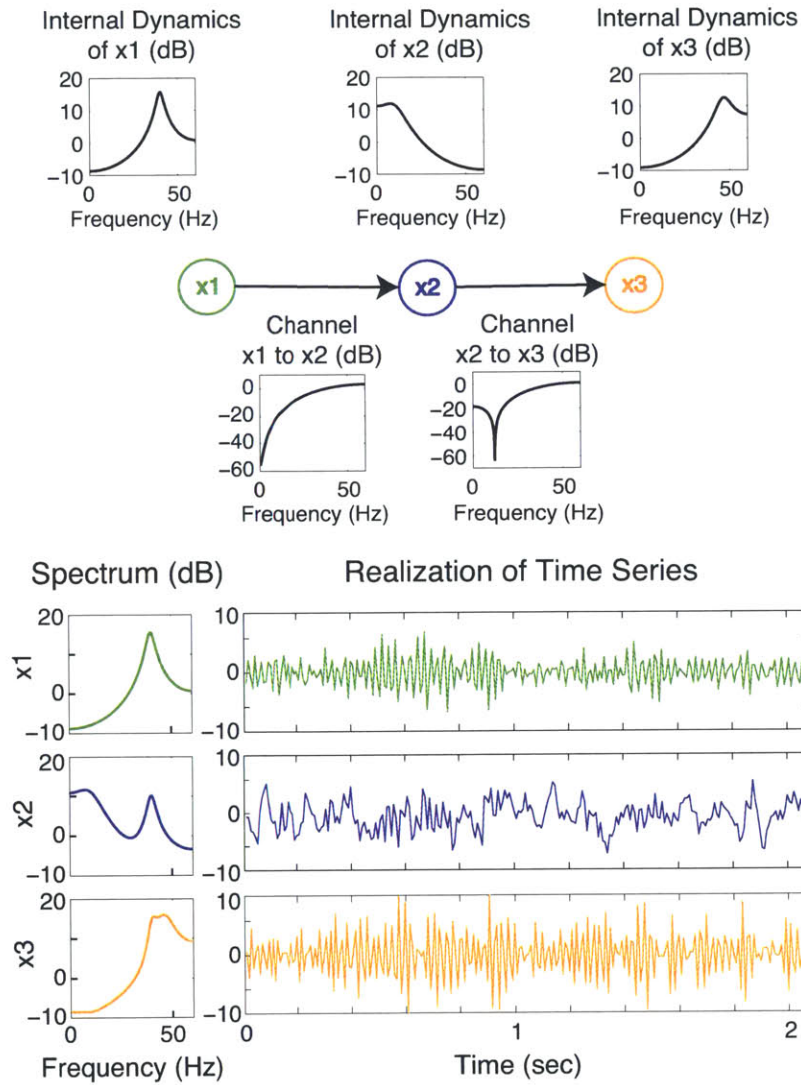 Internal Dynamics
of x1 (dB)
Internal Dynamics
of x2 (dB)
Internal Dynamics
of x3 (dB)
20
10
0
−10
0
50
Frequency (Hz)
20
10
0
−10
0
50
Frequency (Hz)
20
10
0
−10
0
50
Frequency (Hz)
x1
x2
x3
Channel
x1 to x2 (dB)
Channel
x2 to x3 (dB)
0
−20
−40
−60
0
50
Frequency (Hz)
0
−20
−40
−60
0
50
Frequency (Hz)
Spectrum (dB)
Realization of Time Series
x1
20
0
−10
10
0
−10
x2
20
0
−10
10
0
−10
x3
20
0
−10
10
0
−10
0
50
Frequency (Hz)
0
1
2
Time (sec)